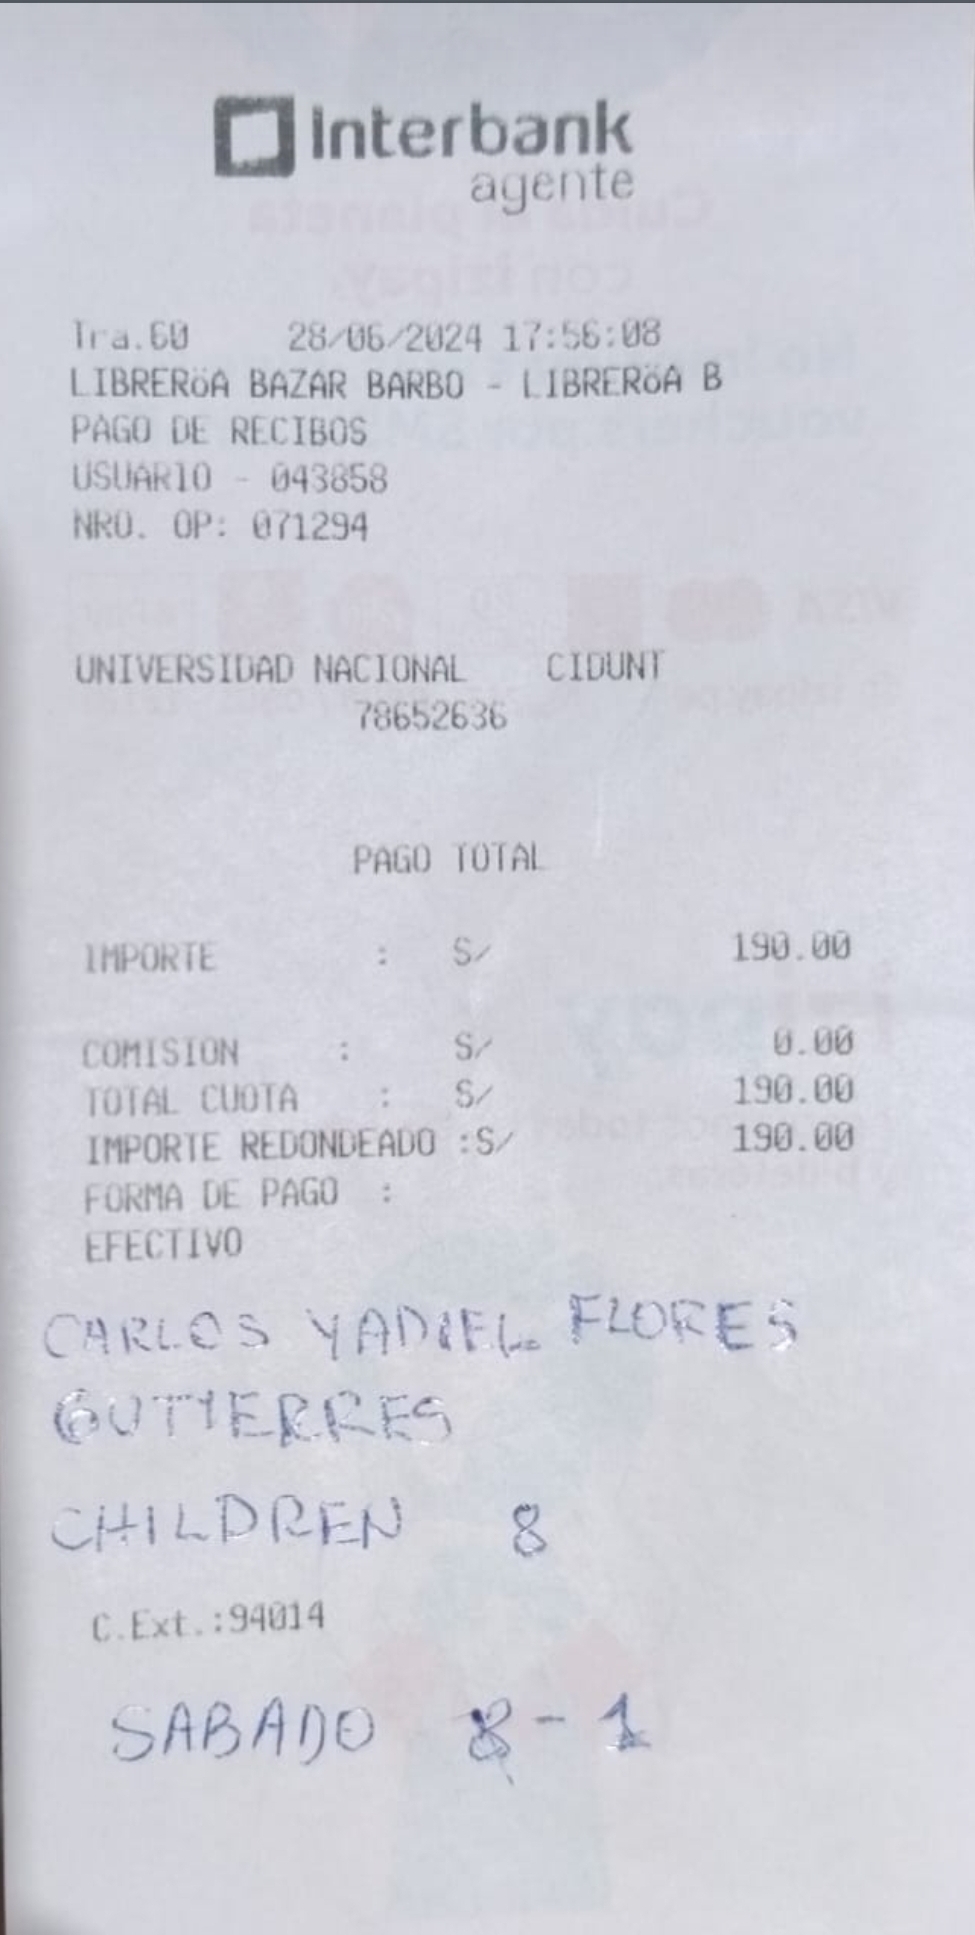 Interbank
agente
Tra.60 28/06/2024 17:56:08
LIBRERöA BAZAR BARBO - LIBRERöA B
PAGO DE RECIBOS
USUARIO - 043858
NRO. OP: 071294
UNIVERSIDAD NACIONAL CIDUNT
78652636
PAGO TOTAL
IMPORTE : S/ 190.00
COMISION : S/ 0.00
TOTAL CUOTA : S/ 190.00
IMPORTE REDONDEADO :S/ 190.00
FORMA DE PAGO :
EFECTIVO
CARLOS YADIEL FLORES
GUTIERRES
CHILDREN 8
C.Ext.:94014
SABADO 8-1